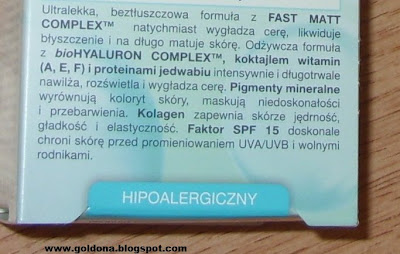 Ultralekka, beztłuszczowa formuła z FAST MATT
COMPLEX™ natychmiast wygładza cerę, likwiduje
błyszczenie i na długo matuje skórę. Odżywcza formuła
z bioHYALURON COMPLEX™, koktajlem witamin
(A, E, F) i proteinami jedwabiu intensywnie i długotrwale
nawilża, rozświetla i wygładza cerę. Pigmenty mineralne
wyrównują koloryt skóry, maskują niedoskonałości
i przebarwienia. Kolagen zapewnia skórze jędrność,
gładkość i elastyczność. Faktor SPF 15 doskonale
chroni skórę przed promieniowaniem UVA/UVB i wolnymi
rodnikami.
HIPOALERGICZNY
www.goldona.blogspot.com